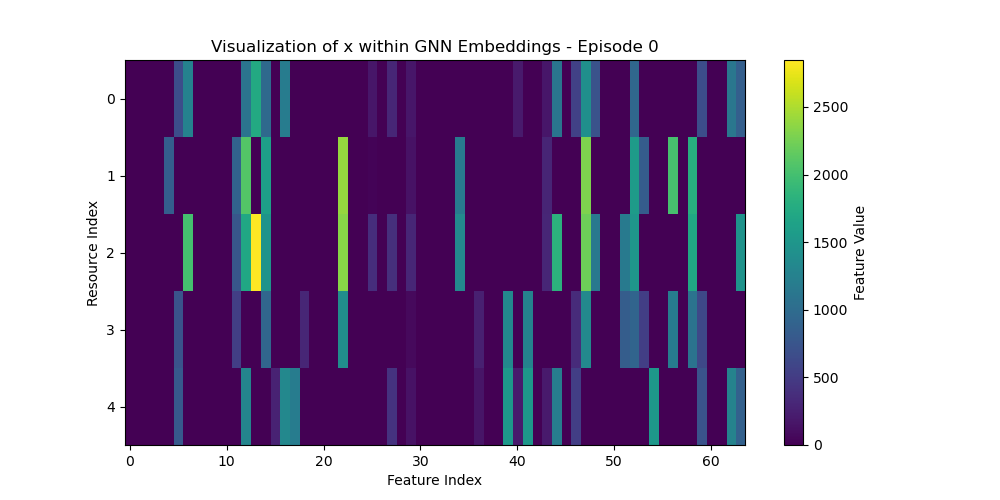 Visualization of x within GNN Embeddings - Episode 0
Resource Index
0
1
2
3
4
0 10 20 30 40 50 60
Feature Index
2500
2000
1500
1000
500
0
Feature Value